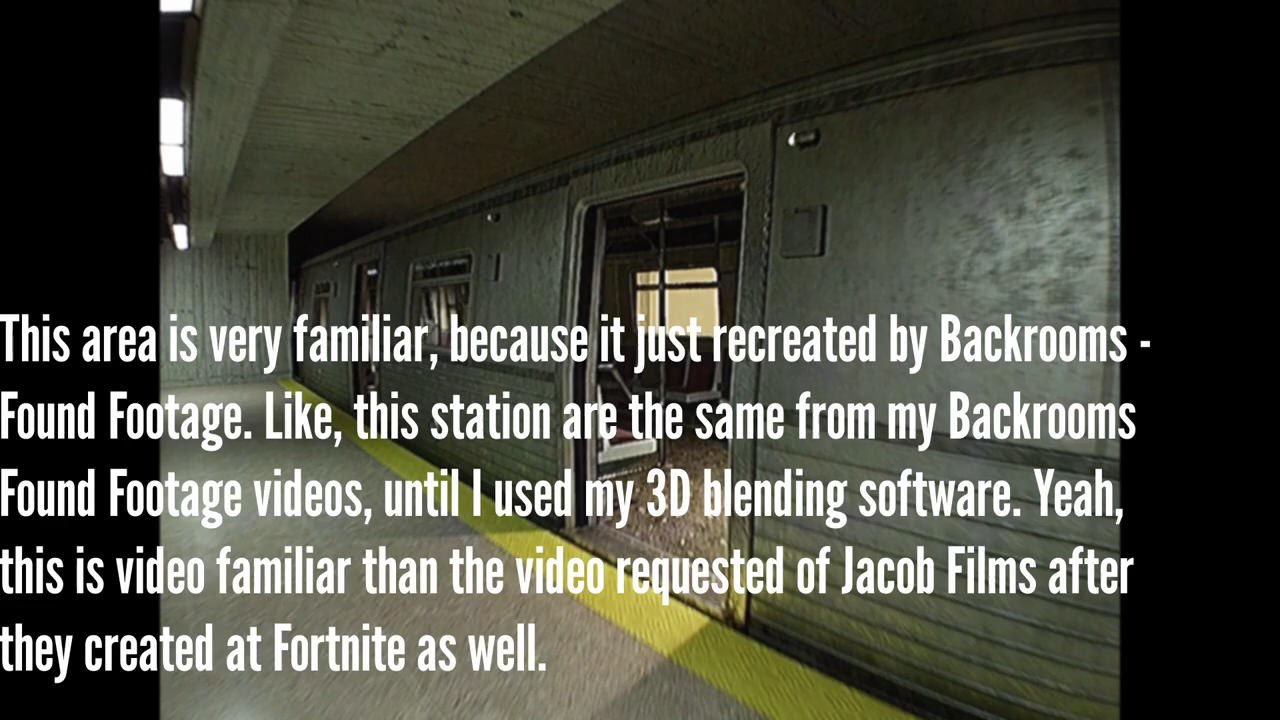 This area is very familiar, because it just recreated by Backrooms -
Found Footage. Like, this station are the same from my Backrooms
Found Footage videos, until I used my 3D blending software. Yeah,
this is video familiar than the video requested of Jacob Films after
they created at Fortnite as well.